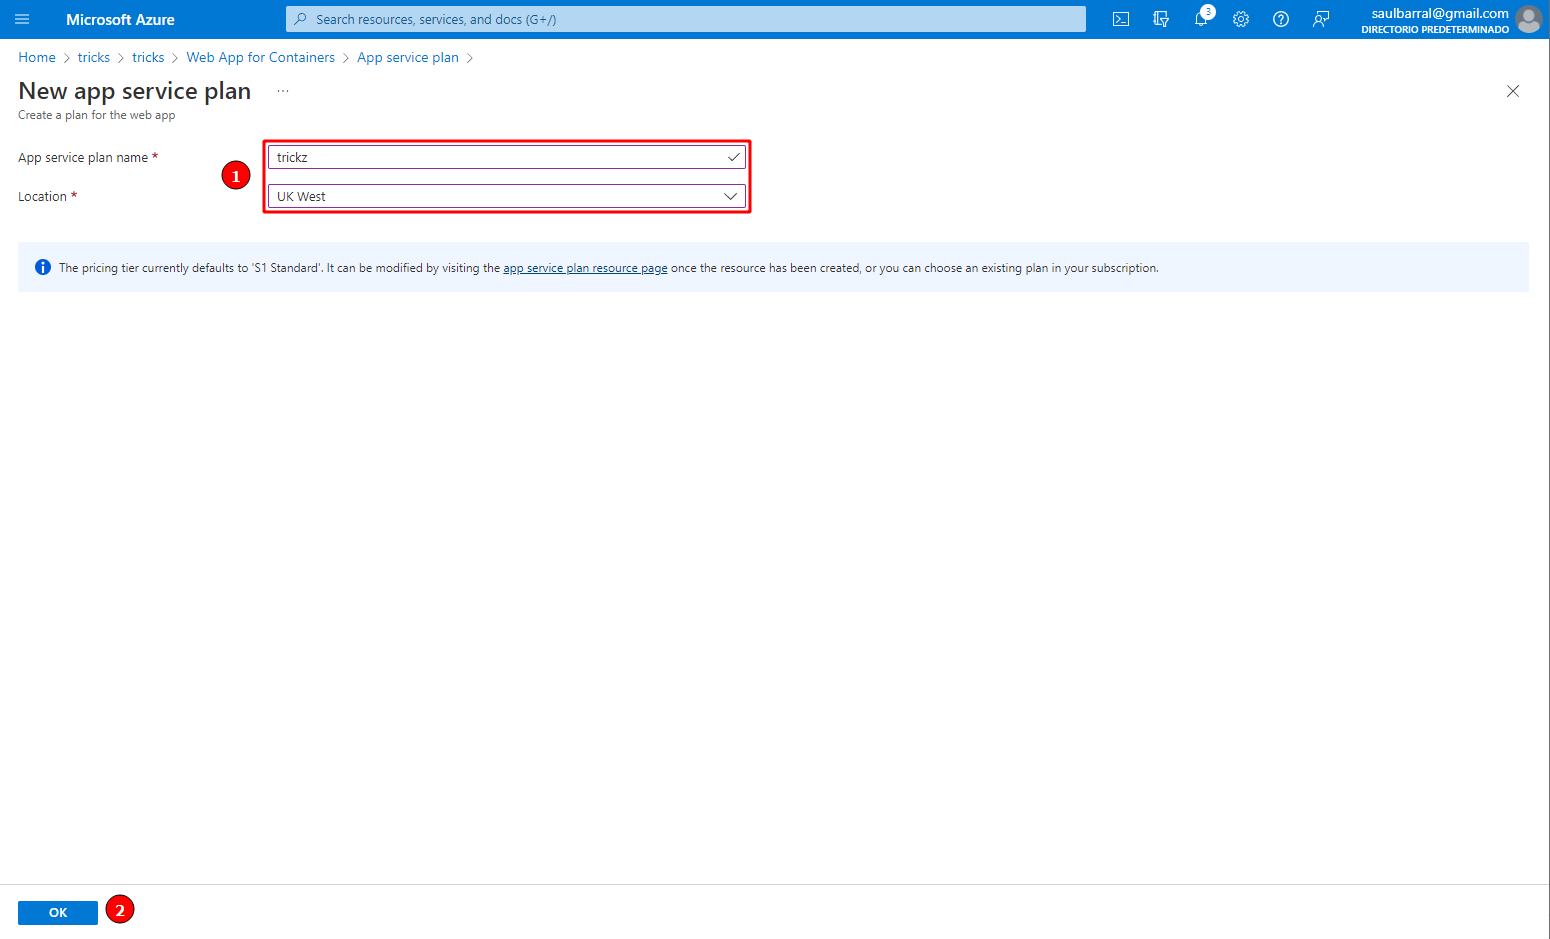 Microsoft Azure
Search resources, services, and docs (G+/)
3
saulbarral@gmail.com
DIRECTORIO PREDETERMINADO
Home > tricks > tricks > Web App for Containers > App service plan >
New app service plan ...
Create a plan for the web app
App service plan name *
trickz
1
Location *
UK West
The pricing tier currently defaults to 'S1 Standard'. It can be modified by visiting the app service plan resource page once the resource has been created, or you can choose an existing plan in your subscription.
OK
2